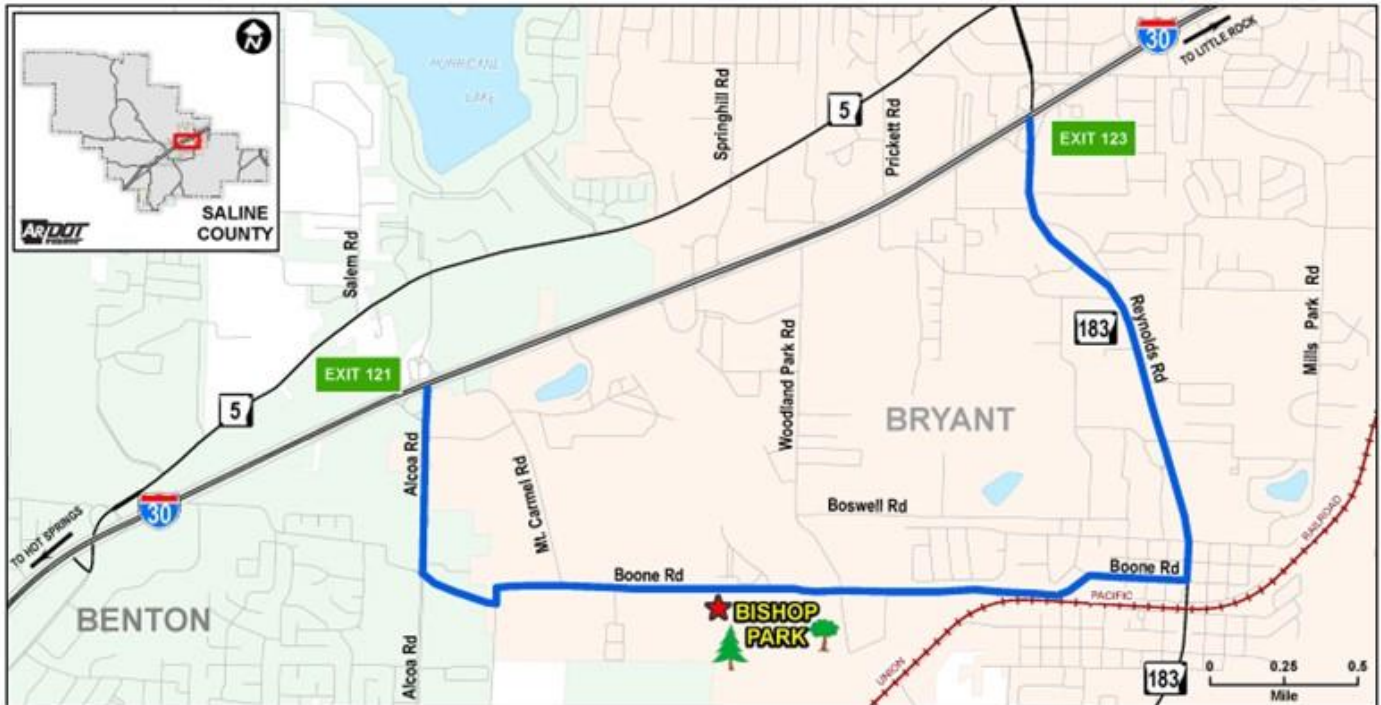 N
ARDOT
SALINE
COUNTY
HURRICANE
LAKE
Salem Rd
Springhill Rd
5
Prickett Rd
30
TO LITTLE ROCK
EXIT 123
Mills Park Rd
183
Reynolds Rd
EXIT 121
5
Woodland Park Rd
BRYANT
Alcoa Rd
Mt. Carmel Rd
Boswell Rd
30
TO HOT SPRINGS
RAILROAD
Boone Rd
Boone Rd
PACIFIC
BENTON
BISHOP
PARK
Alcoa Rd
UNION
183
0 0.25 0.5
Mile